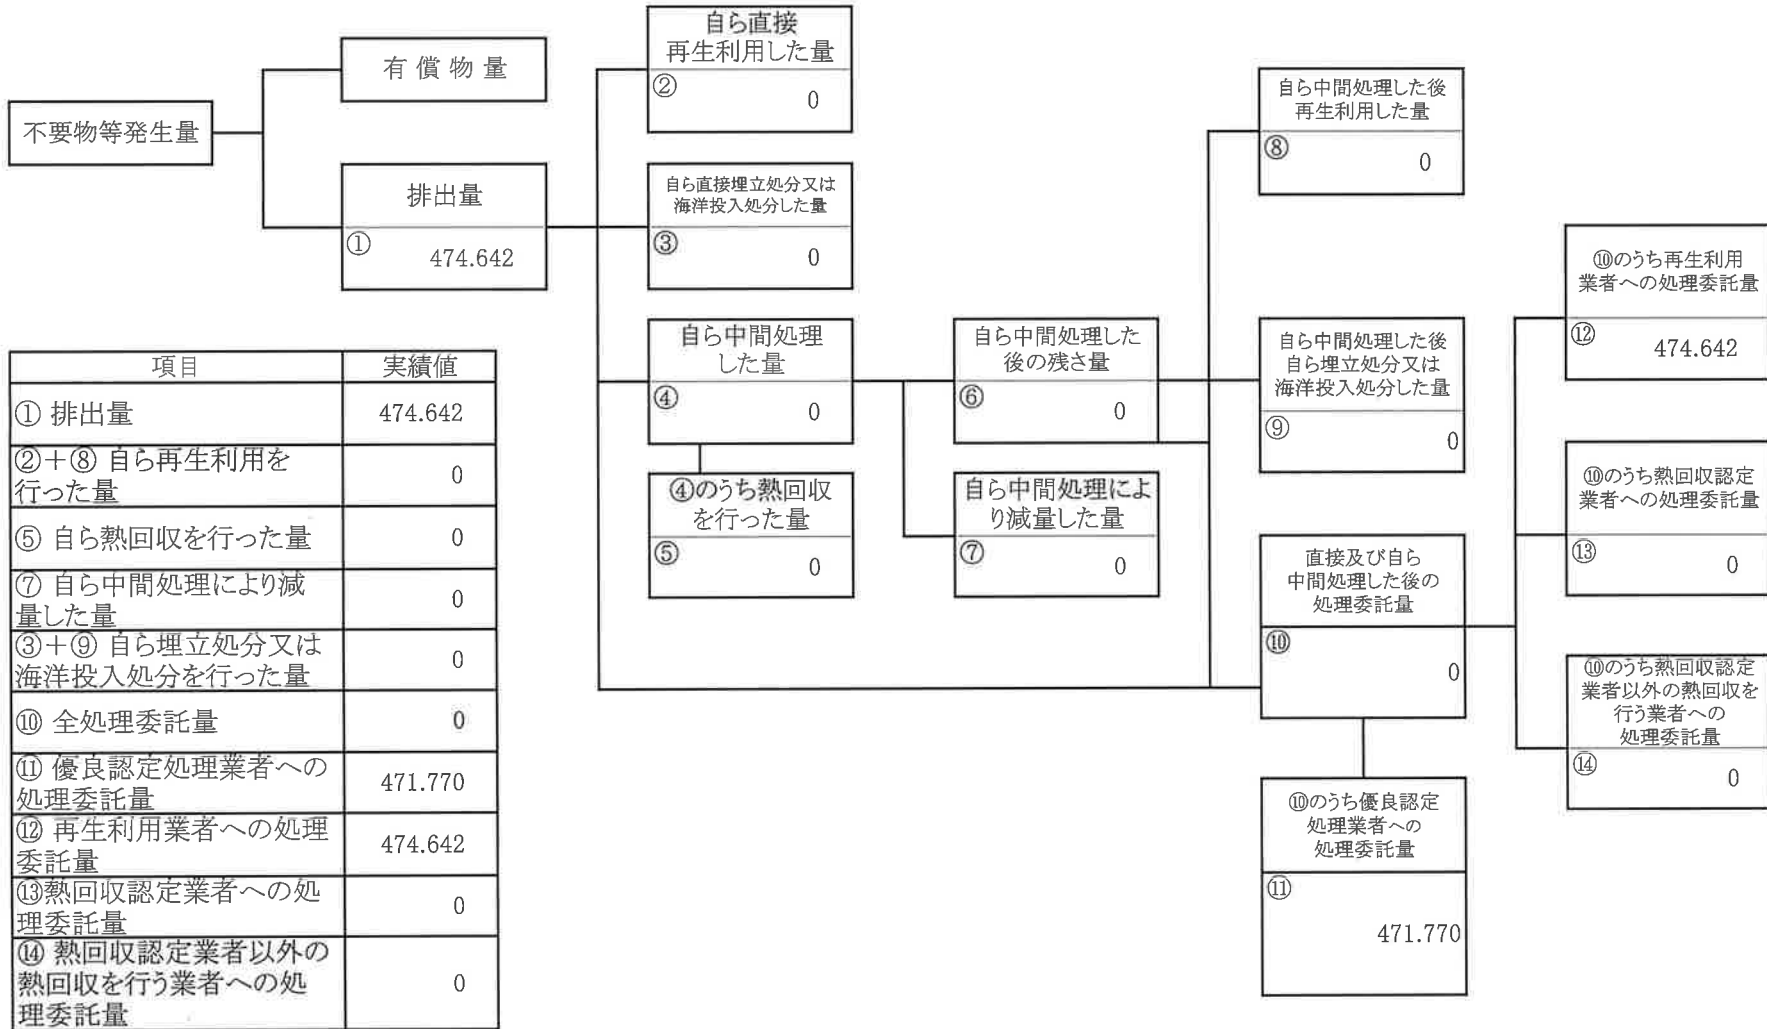 不要物等発生量
有償物量
排出量
①
474.642
自ら直接
再生利用した量
②
0
自ら直接埋立処分又は
海洋投入処分した量
③
0
自ら中間処理
した量
④
0
④のうち熱回収
を行った量
⑤
0
自ら中間処理した
後の残さ量
⑥
0
自ら中間処理によ
り減量した量
⑦
0
自ら中間処理した後
再生利用した量
⑧
0
自ら中間処理した後
自ら埋立処分又は
海洋投入処分した量
⑨
0
直接及び自ら
中間処理した後の
処理委託量
⑩
0
⑩のうち優良認定
処理業者への
処理委託量
⑪
471.770
⑩のうち再生利用
業者への処理委託量
⑫
474.642
⑩のうち熱回収認定
業者への処理委託量
⑬
0
⑩のうち熱回収認定
業者以外の熱回収を
行う業者への
処理委託量
⑭
0
項目 実績値
① 排出量 474.642
②＋⑧ 自ら再生利用を
行った量 0
⑤ 自ら熱回収を行った量 0
⑦ 自ら中間処理により減
量した量 0
③＋⑨ 自ら埋立処分又は
海洋投入処分を行った量 0
⑩ 全処理委託量 0
⑪ 優良認定処理業者への
処理委託量 471.770
⑫ 再生利用業者への処理
委託量 474.642
⑬熱回収認定業者への処
理委託量 0
⑭ 熱回収認定業者以外の
熱回収を行う業者への処
理委託量 0